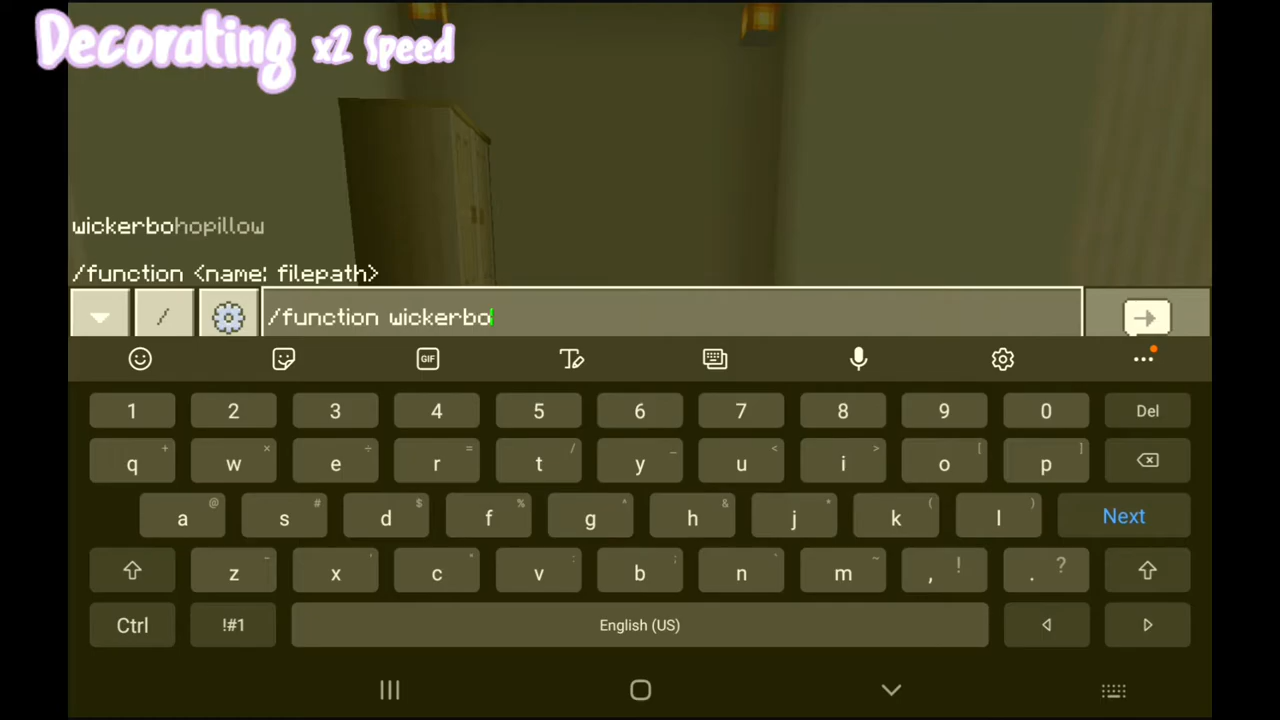 Decorating x2 Speed
wickerbohopillow
/function <name: filepath>
/ /function wickerbo
GIF T
1 2 3 4 5 6 7 8 9 0 Del
+ × ÷ = / _ < > [ ]
q w e r t y u i o p
@ # $ % ^ & * ( )
a s d f g h j k l Next
- ' " : ; ` ~ ! ?
z x c v b n m , .
Ctrl !#1 English (US)